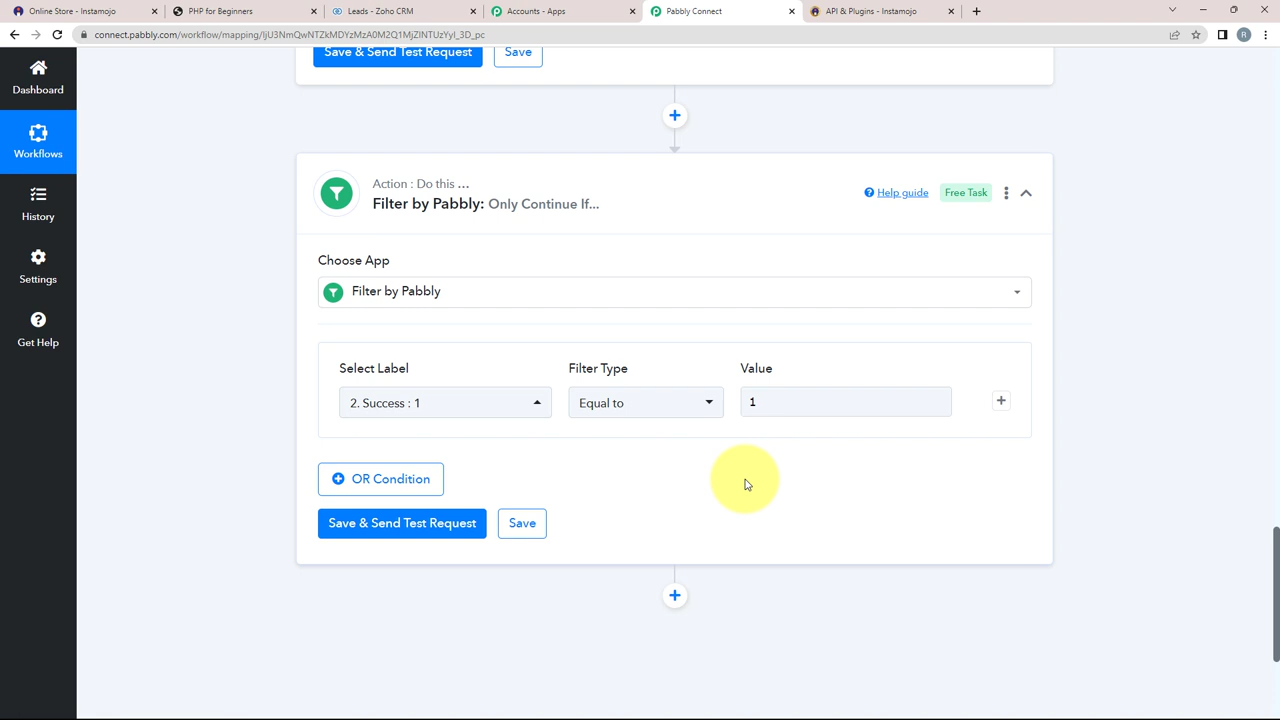 Online Store - Instamojo
PHP for Beginners
Leads - Zoho CRM
Accounts - Apps
Pabbly Connect
API & Plugins - Instamojo
connect.pabbly.com/workflow/mapping/
R
Dashboard
Workflows
History
Settings
Get Help
Save & Send Test Request
Save
Action : Do this ...
Filter by Pabbly: Only Continue If...
Help guide
Free Task
Choose App
Filter by Pabbly
Select Label
Filter Type
Value
2. Success : 1
Equal to
1
OR Condition
Save & Send Test Request
Save